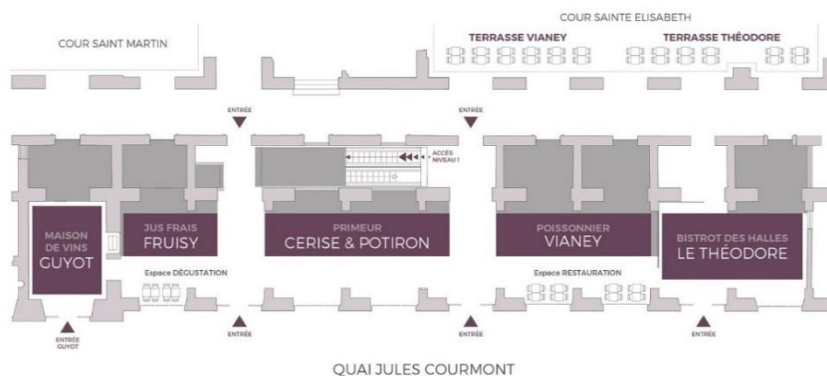 COUR SAINTE ELISABETH
COUR SAINT MARTIN
TERRASSE VIANEY
TERRASSE THÉODORE
ENTRÉE
ENTRÉE
ACCÈS
NIVEAU 1
MAISON
DE VINS
GUYOT
JUS FRAIS
FRUISY
PRIMEUR
CERISE & POTIRON
POISSONNIER
VIANEY
BISTROT DES HALLES
LE THÉODORE
Espace DÉGUSTATION
Espace RESTAURATION
ENTRÉE
GUYOT
ENTRÉE
ENTRÉE
ENTRÉE
QUAI JULES COURMONT